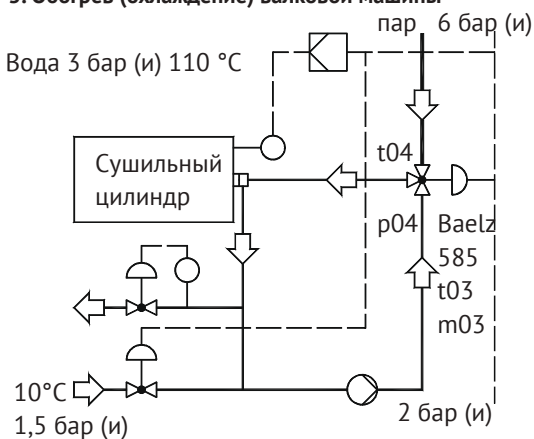 3. Обогрев (охлаждение) валковой машины
пар 6 бар (и)
Вода 3 бар (и) 110 °C
t04
Сушильный
цилиндр
p04 Baelz
585
t03
m03
10°C
2 бар (и)
1,5 бар (и)